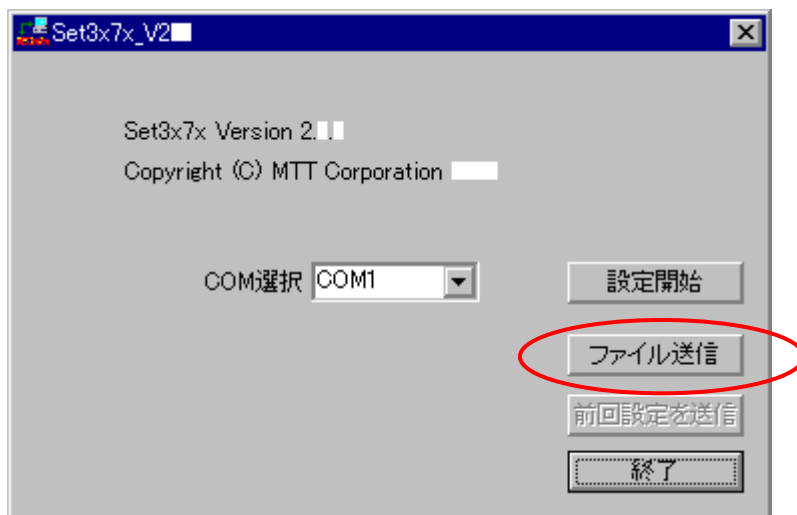 Set3x7x_V2
Set3x7x Version 2. .
Copyright (C) MTT Corporation
COM選択 COM1
設定開始
ファイル送信
前回設定を送信
終了